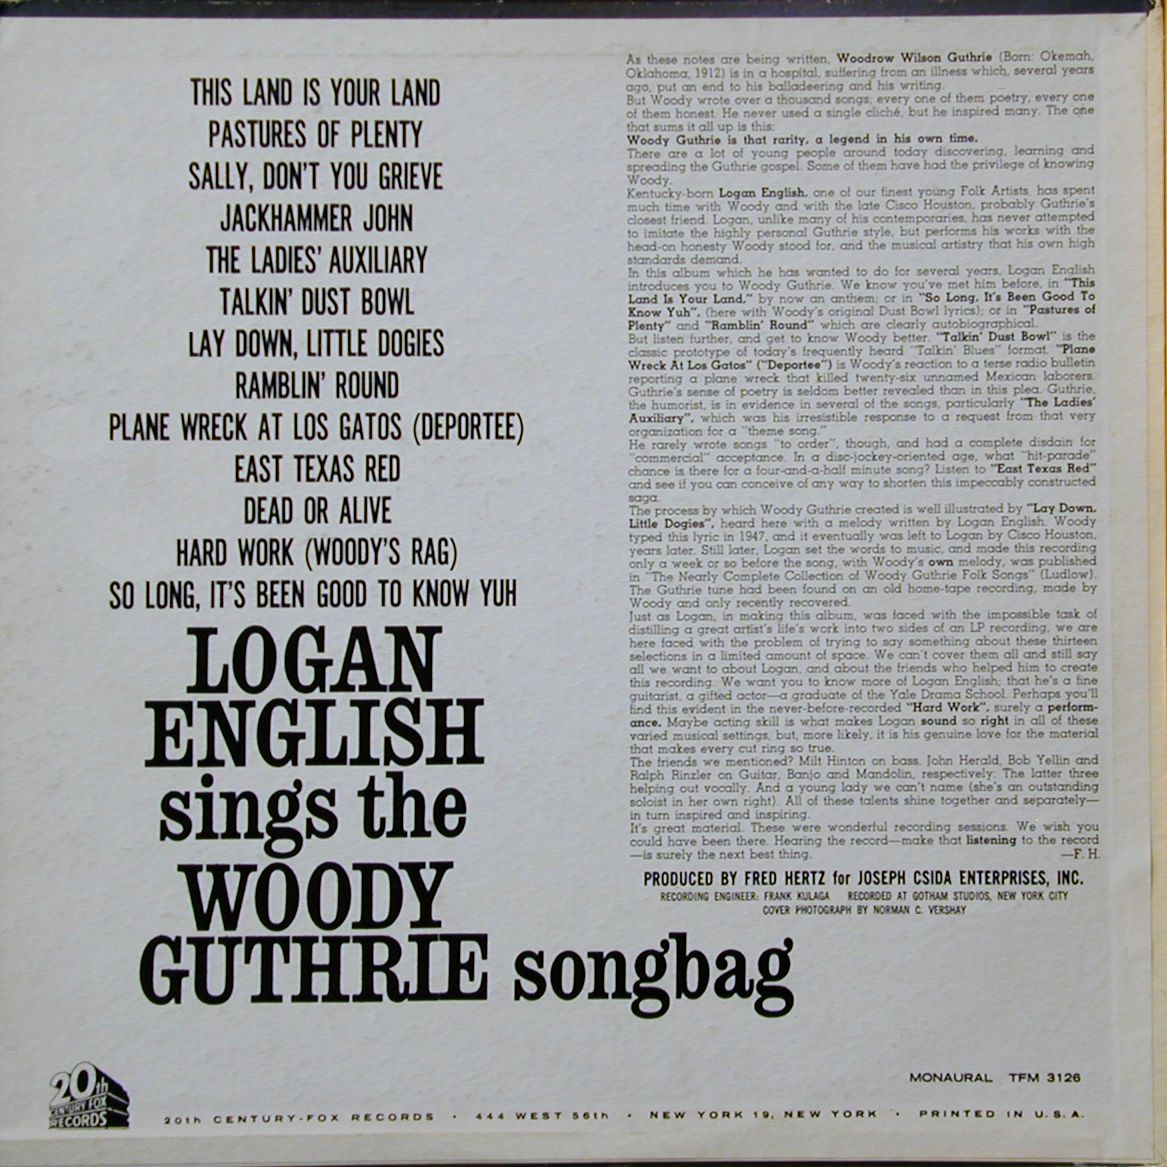 THIS LAND IS YOUR LAND
PASTURES OF PLENTY
SALLY, DON'T YOU GRIEVE
JACKHAMMER JOHN
THE LADIES' AUXILIARY
TALKIN' DUST BOWL
LAY DOWN, LITTLE DOGIES
RAMBLIN' ROUND
PLANE WRECK AT LOS GATOS (DEPORTEE)
EAST TEXAS RED
DEAD OR ALIVE
HARD WORK (WOODY'S RAG)
SO LONG, IT'S BEEN GOOD TO KNOW YUH
LOGAN
ENGLISH
sings the
WOODY
GUTHRIE songbag
As these notes are being written, Woodrow Wilson Guthrie (Born: Okemah,
Oklahoma, 1912) is in a hospital, suffering from an illness which, several years
ago, put an end to his balladeering and his writing.
But Woody wrote over a thousand songs; every one of them poetry, every one
of them honest. He never used a single cliché, but he inspired many. The one
that sums it all up is this:
Woody Guthrie is that rarity, a legend in his own time.
There are a lot of young people around today discovering, learning and
spreading the Guthrie gospel. Some of them have had the privilege of knowing
Woody.
Kentucky-born Logan English, one of our finest young Folk Artists, has spent
much time with Woody and with the late Cisco Houston, probably Guthrie's
closest friend. Logan, unlike many of his contemporaries, has never attempted
to imitate the highly personal Guthrie style, but performs his works with the
head-on honesty Woody stood for, and the musical artistry that his own high
standards demand.
In this album which he has wanted to do for several years, Logan English
introduces you to Woody Guthrie. We know you've met him before, in "This
Land Is Your Land," by now an anthem; or in "So Long, It's Been Good To
Know Yuh", (here with Woody's original Dust Bowl lyrics); or in "Pastures of
Plenty" and "Ramblin' Round" which are clearly autobiographical.
But listen further, and get to know Woody better. "Talkin' Dust Bowl" is the
classic prototype of today's frequently heard "Talkin' Blues" format. "Plane
Wreck At Los Gatos" ("Deportee") is Woody's reaction to a terse radio bulletin
reporting a plane wreck that killed twenty-six unnamed Mexican laborers.
Guthrie's sense of poetry is seldom better revealed than in this plea. Guthrie,
the humorist, is in evidence in several of the songs, particularly "The Ladies'
Auxiliary", which was his irresistible response to a request from that very
organization for a "theme song."
He rarely wrote songs "to order", though, and had a complete disdain for
"commercial" acceptance. In a disc-jockey-oriented age, what "hit-parade"
chance is there for a four-and-a-half minute song? Listen to "East Texas Red"
and see if you can conceive of any way to shorten this impeccably constructed
saga.
The process by which Woody Guthrie created is well illustrated by "Lay Down,
Little Dogies", heard here with a melody written by Logan English. Woody
typed this lyric in 1947, and it eventually was left to Logan by Cisco Houston,
years later. Still later, Logan set the words to music, and made this recording
only a week or so before the song, with Woody's own melody, was published
in "The Nearly Complete Collection of Woody Guthrie Folk Songs" (Ludlow).
The Guthrie tune had been found on an old home-tape recording, made by
Woody and only recently recovered.
Just as Logan, in making this album, was faced with the impossible task of
distilling a great artist's life's work into two sides of an LP recording, we are
here faced with the problem of trying to say something about these thirteen
selections in a limited amount of space. We can't cover them all and still say
all we want to about Logan, and about the friends who helped him to create
this recording. We want you to know more of Logan English; that he's a fine
guitarist, a gifted actor—a graduate of the Yale Drama School. Perhaps you'll
find this evident in the never-before-recorded "Hard Work", surely a perform-
ance. Maybe acting skill is what makes Logan sound so right in all of these
varied musical settings, but, more likely, it is his genuine love for the material
that makes every cut ring so true.
The friends we mentioned? Milt Hinton on bass. John Herald, Bob Yellin and
Ralph Rinzler on Guitar, Banjo and Mandolin, respectively: The latter three
helping out vocally. And a young lady we can't name (she's an outstanding
soloist in her own right). All of these talents shine together and separately—
in turn inspired and inspiring.
It's great material. These were wonderful recording sessions. We wish you
could have been there. Hearing the record—make that listening to the record
—is surely the next best thing. —F. H.
PRODUCED BY FRED HERTZ for JOSEPH CSIDA ENTERPRISES, INC.
RECORDING ENGINEER: FRANK KULAGA RECORDED AT GOTHAM STUDIOS, NEW YORK CITY
COVER PHOTOGRAPH BY NORMAN C. VERSHAY
MONAURAL TFM 3126
20th
CENTURY FOX
RECORDS
20th CENTURY-FOX RECORDS · 444 WEST 56th · NEW YORK 19, NEW YORK · PRINTED IN U.S.A.